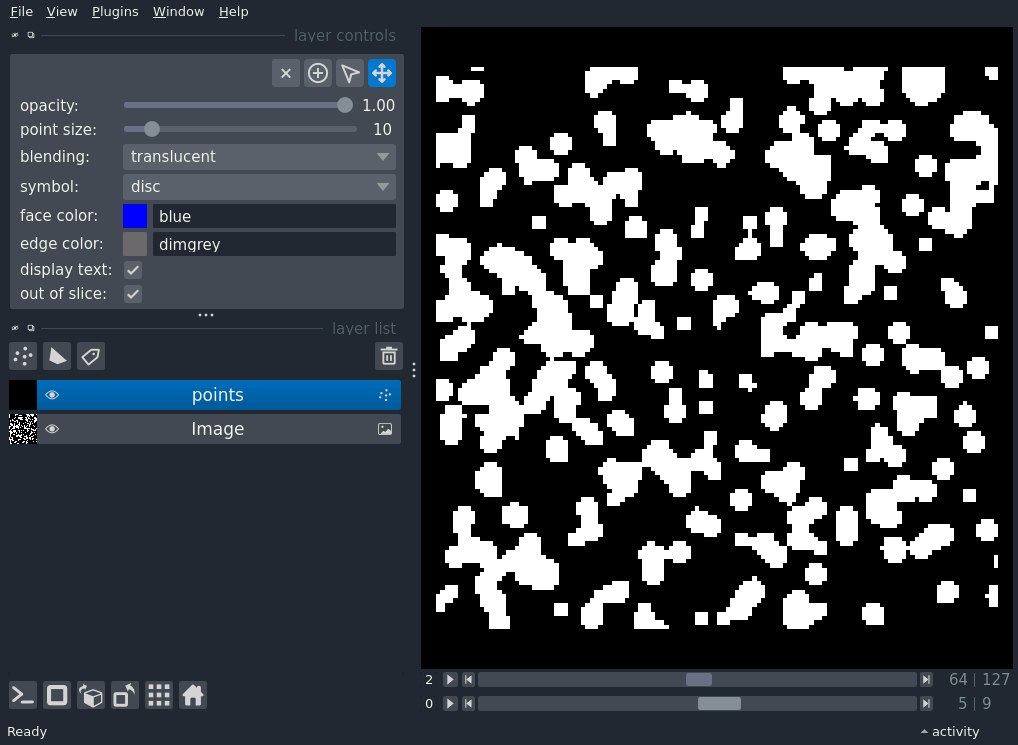 File View Plugins Window Help
layer controls
opacity: 1.00
point size: 10
blending: translucent
symbol: disc
face color: blue
edge color: dimgrey
display text:
out of slice:
layer list
points
Image
2 64 | 127
0 5 | 9
Ready activity